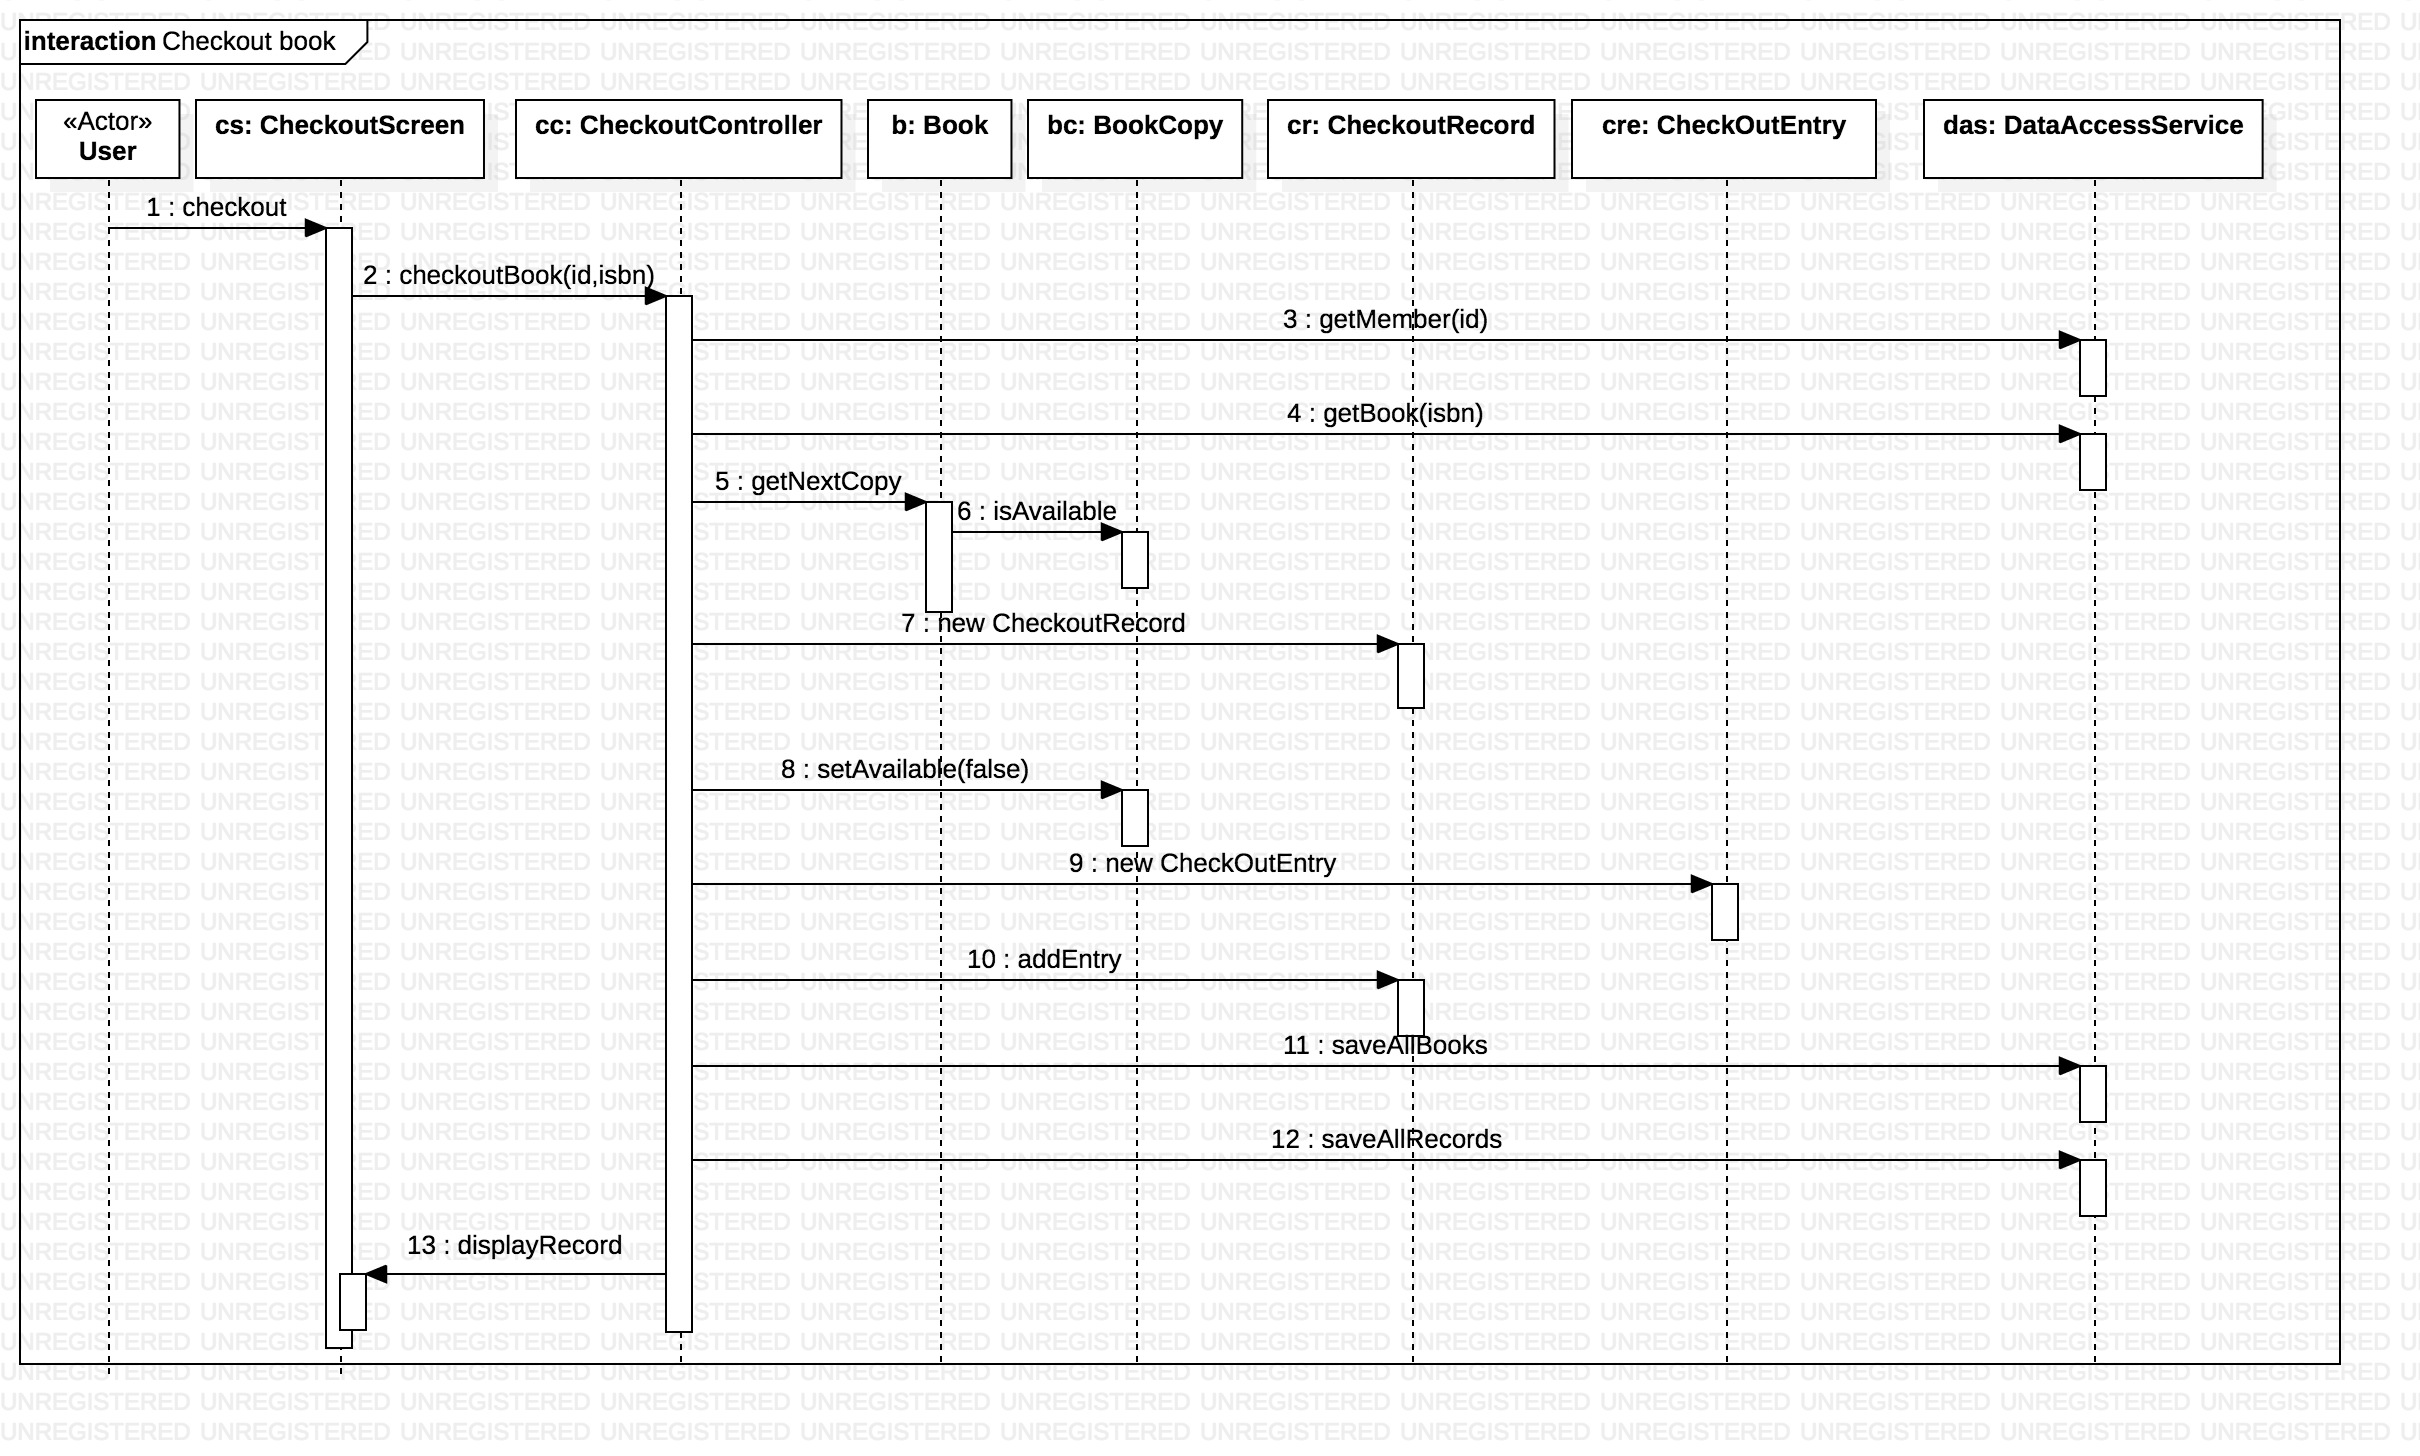 interaction Checkout book
«Actor»
User
cs: CheckoutScreen
cc: CheckoutController
b: Book
bc: BookCopy
cr: CheckoutRecord
cre: CheckOutEntry
das: DataAccessService
1 : checkout
2 : checkoutBook(id,isbn)
3 : getMember(id)
4 : getBook(isbn)
5 : getNextCopy
6 : isAvailable
7 : new CheckoutRecord
8 : setAvailable(false)
9 : new CheckOutEntry
10 : addEntry
11 : saveAllBooks
12 : saveAllRecords
13 : displayRecord
UNREGISTERED